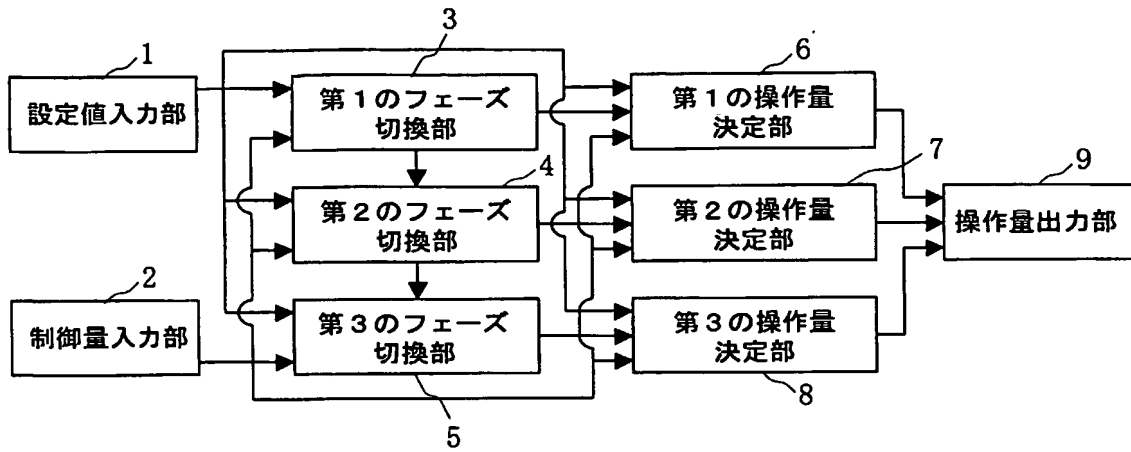 1
設定値入力部
2
制御量入力部
3
第1のフェーズ
切換部
4
第2のフェーズ
切換部
第3のフェーズ
切換部
5
6
第1の操作量
決定部
7
第2の操作量
決定部
第3の操作量
決定部
8
9
操作量出力部